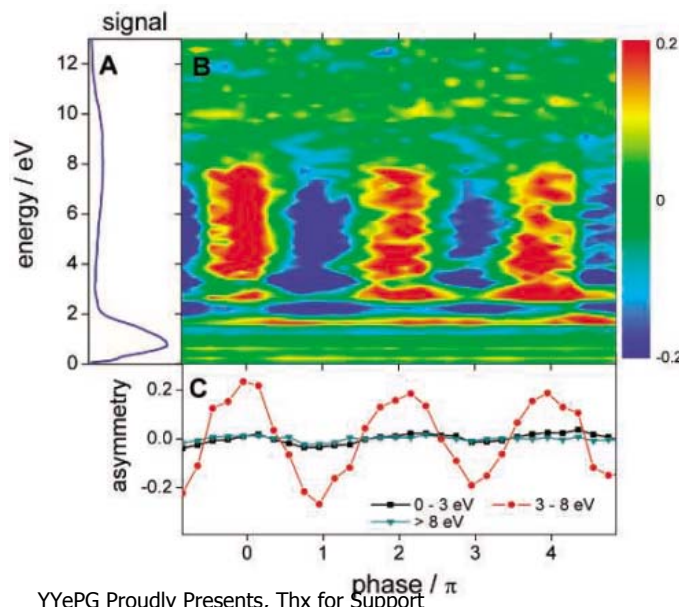 signal
A
B
0.2
0
-0.2
12
10
8
6
4
2
0
energy / eV
C
0.2
0.0
-0.2
asymmetry
0 - 3 eV
3 - 8 eV
> 8 eV
0 1 2 3 4
phase / π
YYePG Proudly Presents, Thx for Support